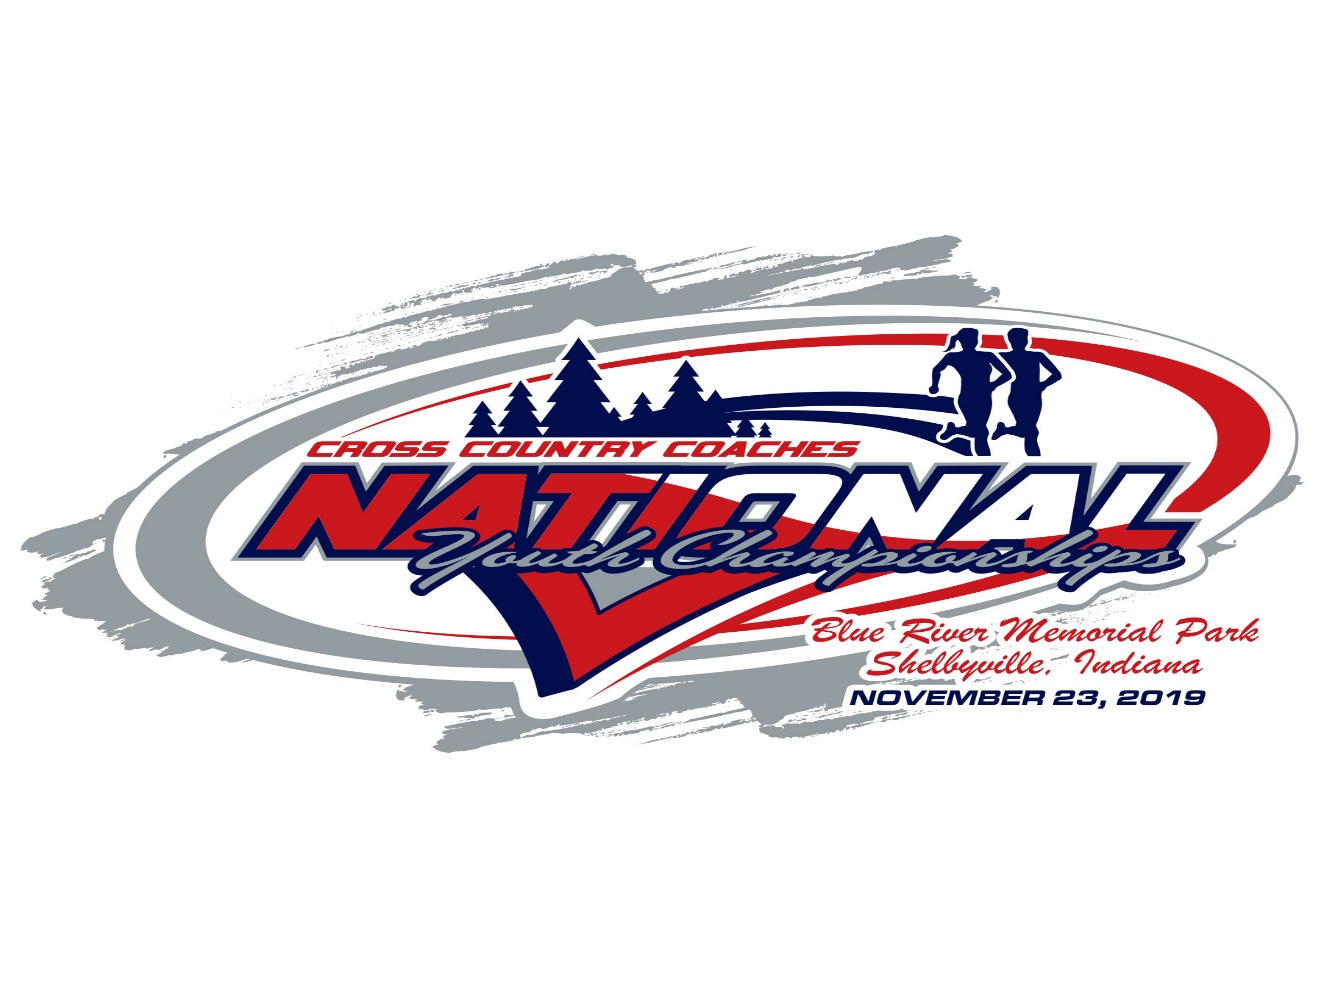 CROSS COUNTRY COACHES
NATIONAL
Youth Championships
Blue River Memorial Park
Shelbyville, Indiana
NOVEMBER 23, 2019